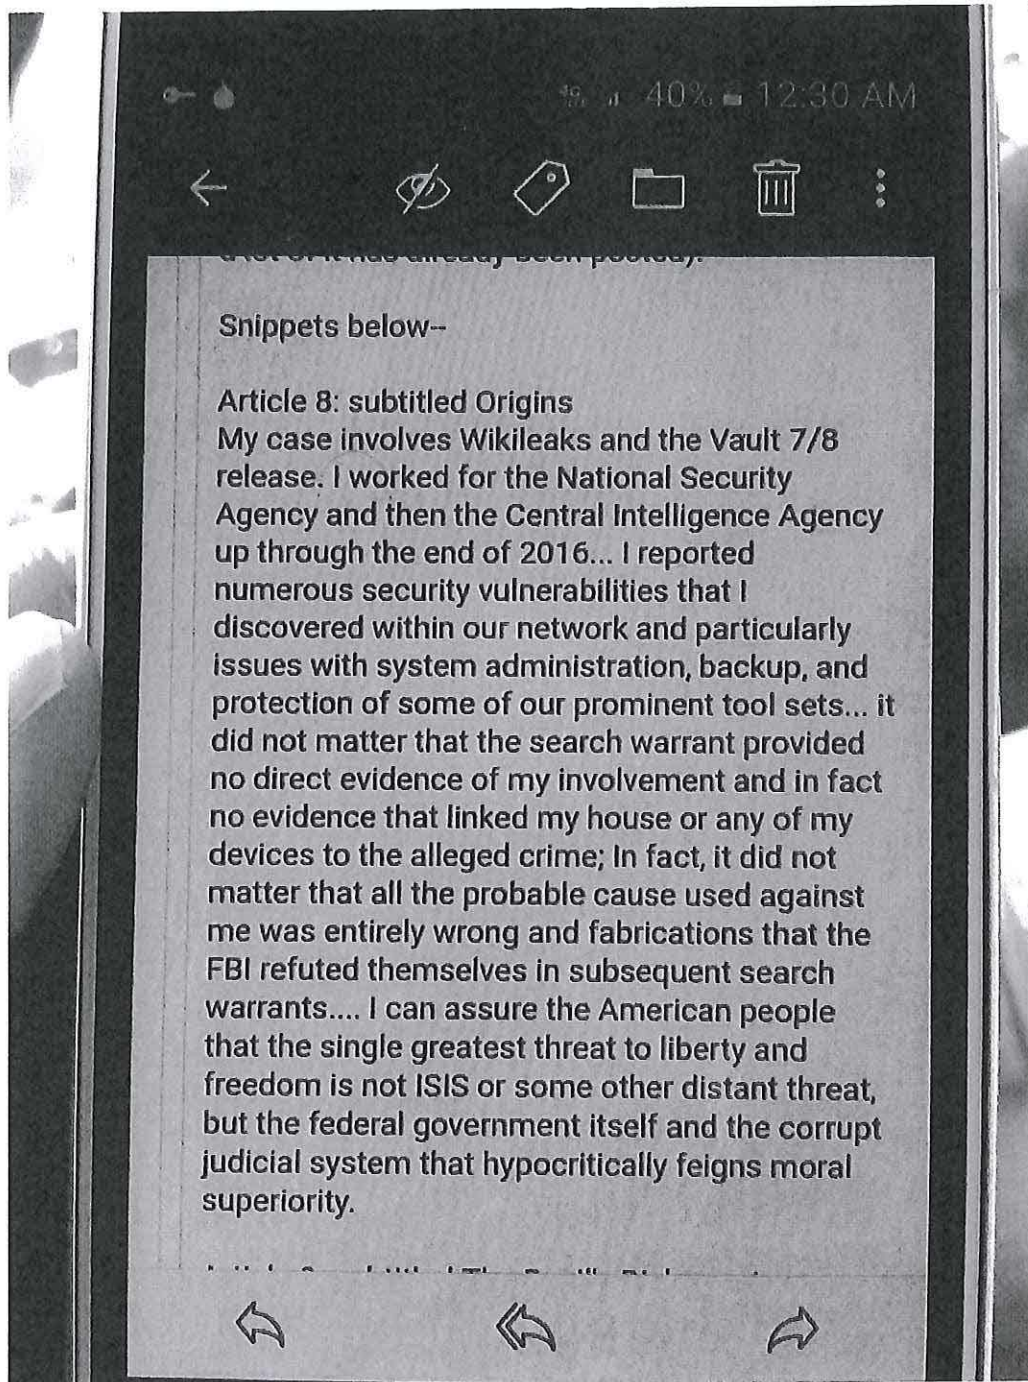 40% 12:30 AM
already been posted).
Snippets below--
Article 8: subtitled Origins
My case involves Wikileaks and the Vault 7/8
release. I worked for the National Security
Agency and then the Central Intelligence Agency
up through the end of 2016... I reported
numerous security vulnerabilities that I
discovered within our network and particularly
issues with system administration, backup, and
protection of some of our prominent tool sets... it
did not matter that the search warrant provided
no direct evidence of my involvement and in fact
no evidence that linked my house or any of my
devices to the alleged crime; In fact, it did not
matter that all the probable cause used against
me was entirely wrong and fabrications that the
FBI refuted themselves in subsequent search
warrants.... I can assure the American people
that the single greatest threat to liberty and
freedom is not ISIS or some other distant threat,
but the federal government itself and the corrupt
judicial system that hypocritically feigns moral
superiority.